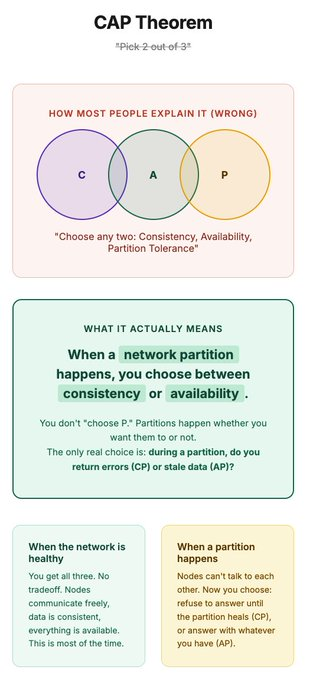 CAP Theorem
"Pick 2 out of 3"
HOW MOST PEOPLE EXPLAIN IT (WRONG)
C
A
P
"Choose any two: Consistency, Availability,
Partition Tolerance"
WHAT IT ACTUALLY MEANS
When a network partition
happens, you choose between
consistency or availability.
You don't "choose P." Partitions happen whether you
want them to or not.
The only real choice is: during a partition, do you
return errors (CP) or stale data (AP)?
When the network is
healthy
You get all three. No
tradeoff. Nodes
communicate freely,
data is consistent,
everything is available.
This is most of the time.
When a partition
happens
Nodes can't talk to each
other. Now you choose:
refuse to answer until
the partition heals (CP),
or answer with whatever
you have (AP).